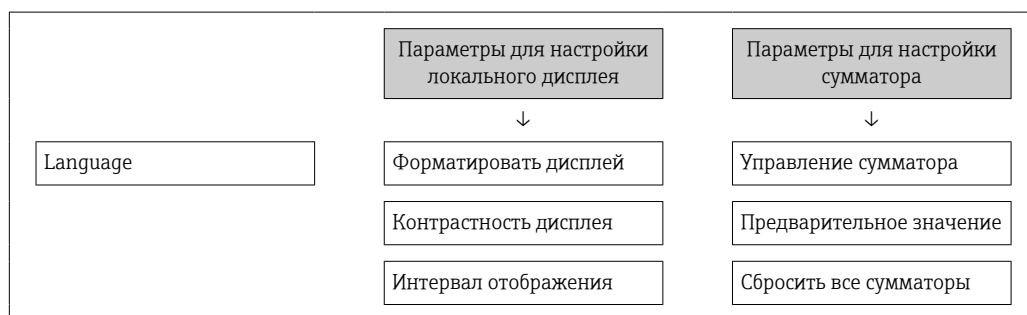 Параметры для настройки
локального дисплея
Параметры для настройки
сумматора
↓
↓
Language
Форматировать дисплей
Управление сумматора
Контрастность дисплея
Предварительное значение
Интервал отображения
Сбросить все сумматоры